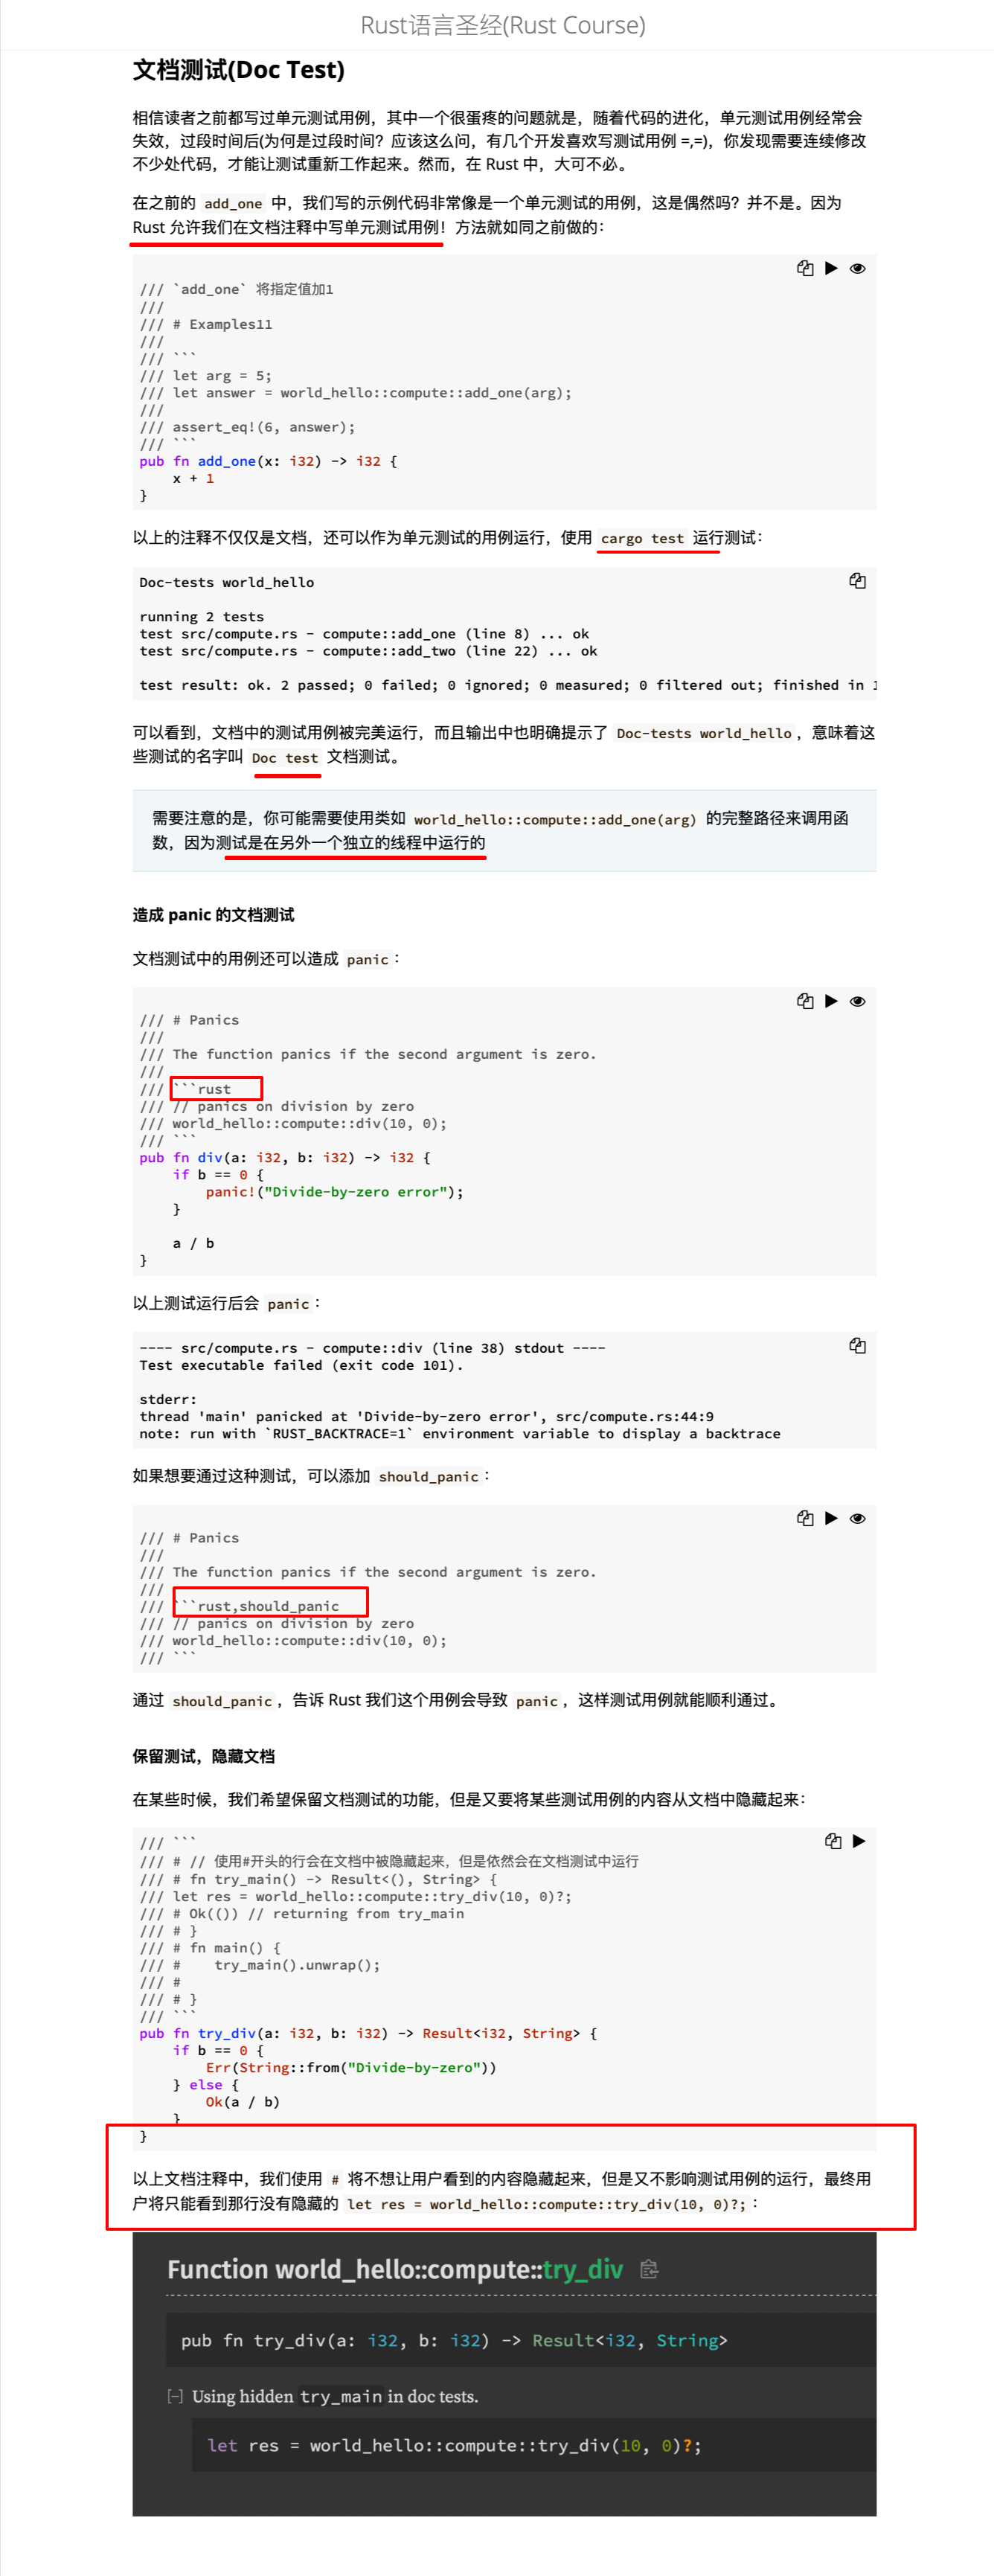 Rust语言圣经(Rust Course)
文档测试(Doc Test)
相信读者之前都写过单元测试用例，其中一个很蛋疼的问题就是，随着代码的进化，单元测试用例经常会
失效，过段时间后(为何是过段时间？应该这么问，有几个开发喜欢写测试用例 =,=)，你发现需要连续修改
不少处代码，才能让测试重新工作起来。然而，在 Rust 中，大可不必。
在之前的 add_one 中，我们写的示例代码非常像是一个单元测试的用例，这是偶然吗？并不是。因为
Rust 允许我们在文档注释中写单元测试用例！方法就如同之前做的：
/// `add_one` 将指定值加1
///
/// # Examples11
///
/// ```
/// let arg = 5;
/// let answer = world_hello::compute::add_one(arg);
///
/// assert_eq!(6, answer);
/// ```
pub fn add_one(x: i32) -> i32 {
    x + 1
}
以上的注释不仅仅是文档，还可以作为单元测试的用例运行，使用 cargo test 运行测试：
Doc-tests world_hello
running 2 tests
test src/compute.rs - compute::add_one (line 8) ... ok
test src/compute.rs - compute::add_two (line 22) ... ok
test result: ok. 2 passed; 0 failed; 0 ignored; 0 measured; 0 filtered out; finished in 1
可以看到，文档中的测试用例被完美运行，而且输出中也明确提示了 Doc-tests world_hello，意味着这
些测试的名字叫 Doc test 文档测试。
需要注意的是，你可能需要使用类如 world_hello::compute::add_one(arg) 的完整路径来调用函
数，因为测试是在另外一个独立的线程中运行的
造成 panic 的文档测试
文档测试中的用例还可以造成 panic：
/// # Panics
///
/// The function panics if the second argument is zero.
///
/// ```rust
/// // panics on division by zero
/// world_hello::compute::div(10, 0);
/// ```
pub fn div(a: i32, b: i32) -> i32 {
    if b == 0 {
        panic!("Divide-by-zero error");
    }
    a / b
}
以上测试运行后会 panic：
---- src/compute.rs - compute::div (line 38) stdout ----
Test executable failed (exit code 101).
stderr:
thread 'main' panicked at 'Divide-by-zero error', src/compute.rs:44:9
note: run with `RUST_BACKTRACE=1` environment variable to display a backtrace
如果想要通过这种测试，可以添加 should_panic：
/// # Panics
///
/// The function panics if the second argument is zero.
///
/// ```rust,should_panic
/// // panics on division by zero
/// world_hello::compute::div(10, 0);
/// ```
通过 should_panic，告诉 Rust 我们这个用例会导致 panic，这样测试用例就能顺利通过。
保留测试，隐藏文档
在某些时候，我们希望保留文档测试的功能，但是又要将某些测试用例的内容从文档中隐藏起来：
/// ```
/// # // 使用#开头的行会在文档中被隐藏起来，但是依然会在文档测试中运行
/// # fn try_main() -> Result<(), String> {
/// let res = world_hello::compute::try_div(10, 0)?;
/// # Ok(()) // returning from try_main
/// # }
/// # fn main() {
/// #    try_main().unwrap();
/// #
/// # }
/// ```
pub fn try_div(a: i32, b: i32) -> Result<i32, String> {
    if b == 0 {
        Err(String::from("Divide-by-zero"))
    } else {
        Ok(a / b)
    }
}
以上文档注释中，我们使用 # 将不想让用户看到的内容隐藏起来，但是又不影响测试用例的运行，最终用
户将只能看到那行没有隐藏的 let res = world_hello::compute::try_div(10, 0)?;：
Function world_hello::compute::try_div
pub fn try_div(a: i32, b: i32) -> Result<i32, String>
[-] Using hidden try_main in doc tests.
let res = world_hello::compute::try_div(10, 0)?;